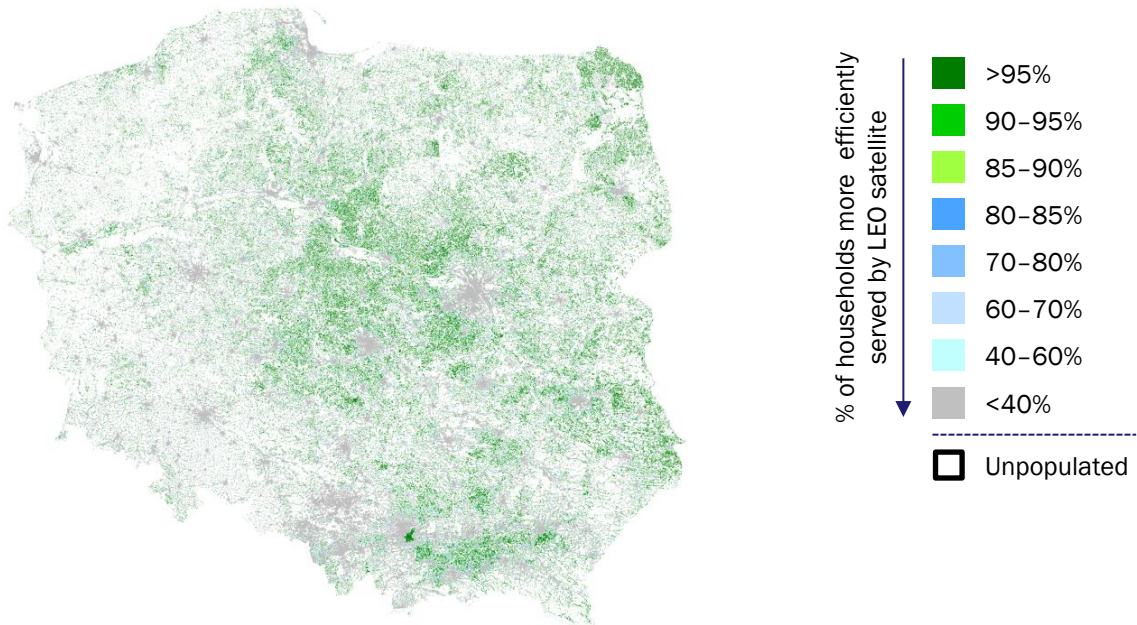 % of households more efficiently
served by LEO satellite
>95%
90–95%
85–90%
80–85%
70–80%
60–70%
40–60%
<40%
Unpopulated